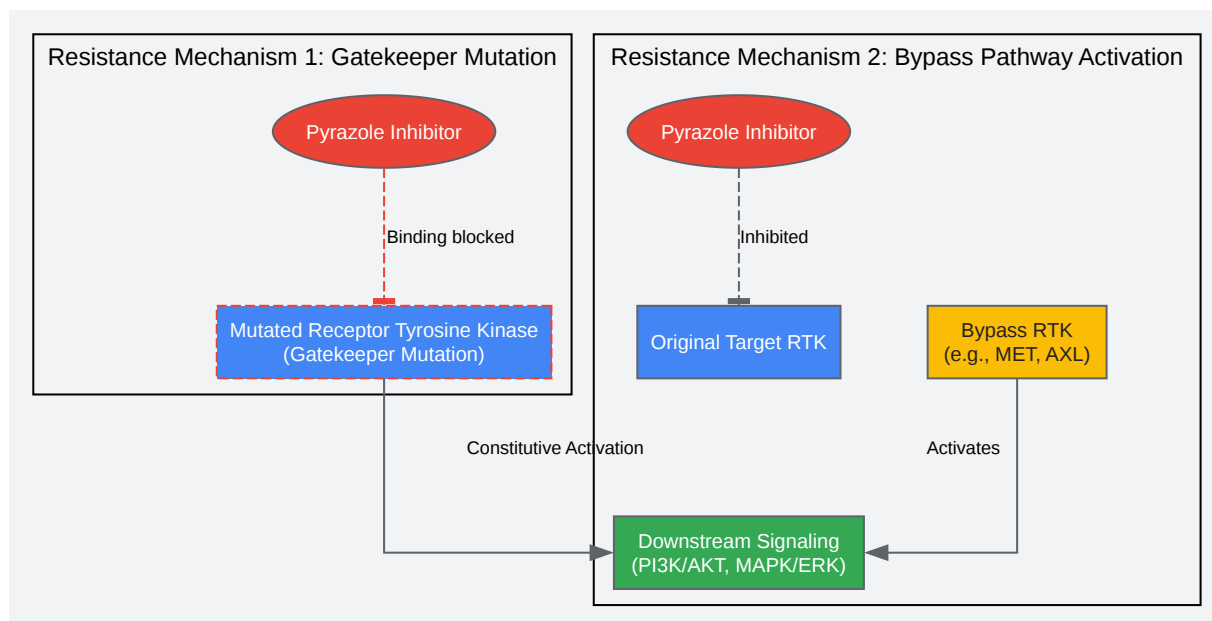 Resistance Mechanism 1: Gatekeeper Mutation
Pyrazole Inhibitor
Binding blocked
Mutated Receptor Tyrosine Kinase
(Gatekeeper Mutation)
Constitutive Activation
Resistance Mechanism 2: Bypass Pathway Activation
Pyrazole Inhibitor
Inhibited
Original Target RTK
Bypass RTK
(e.g., MET, AXL)
Activates
Downstream Signaling
(PI3K/AKT, MAPK/ERK)